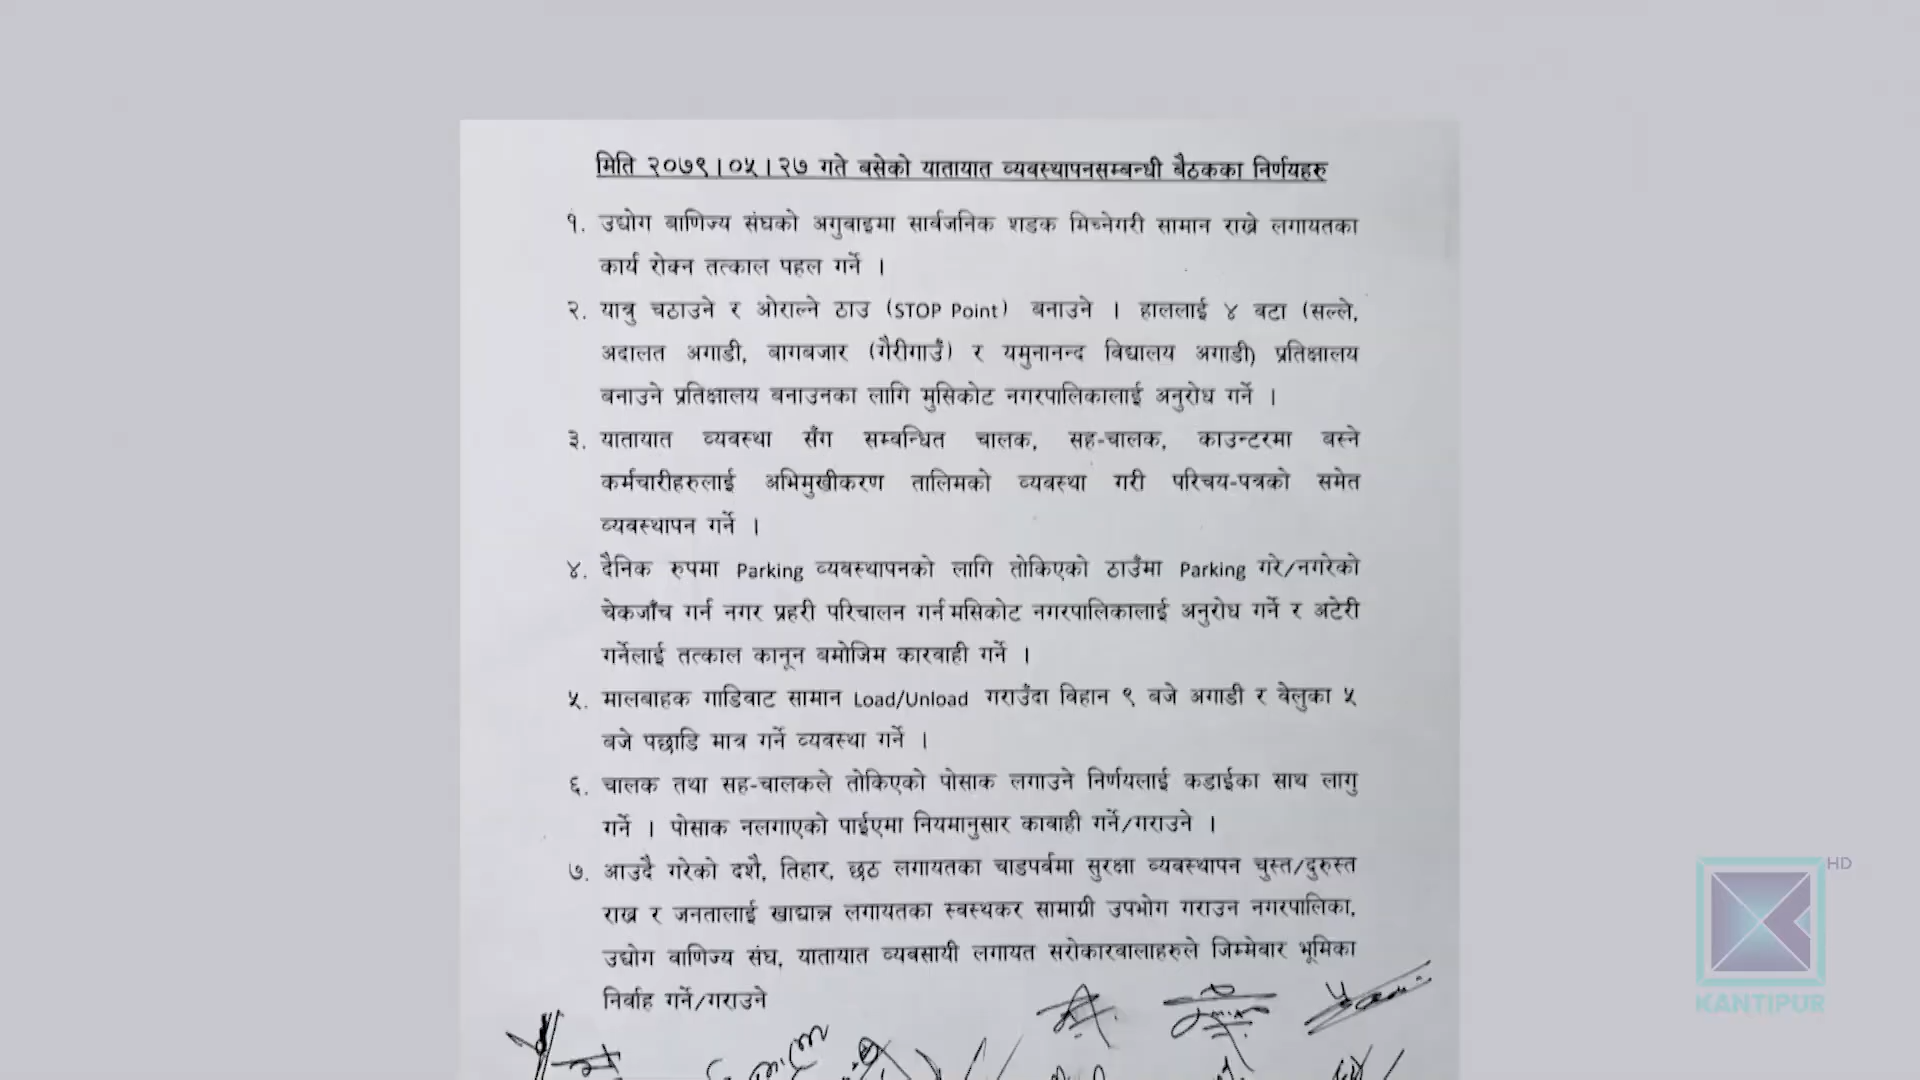 मिति २०७९।०५।२७ गते बसेको यातायात व्यवस्थापनसम्बन्धी बैठकका निर्णयहरु
१. उद्योग बाणिज्य संघको अगुवाइमा सार्बजनिक शडक मिच्नेगरी सामान राख्ने लगायतका
कार्य रोक्न तत्काल पहल गर्ने ।
२. यात्रु चठाउने र ओराल्ने ठाउ (STOP Point) बनाउने । हाललाई ४ वटा (सल्ले,
अदालत अगाडी, बागबजार (गैरीगाउँ) र यमुनानन्द विद्यालय अगाडी) प्रतिक्षालय
बनाउने प्रतिक्षालय बनाउनका लागि मुसिकोट नगरपालिकालाई अनुरोध गर्ने ।
३. यातायात व्यवस्था सँग सम्बन्धित चालक, सह-चालक, काउन्टरमा बस्ने
कर्मचारीहरुलाई अभिमुखीकरण तालिमको व्यवस्था गरी परिचय-पत्रको समेत
व्यवस्थापन गर्ने ।
४. दैनिक रुपमा Parking व्यवस्थापनको लागि तोकिएको ठाउँमा Parking गरे/नगरेको
चेकजाँच गर्न नगर प्रहरी परिचालन गर्न मसिकोट नगरपालिकालाई अनुरोध गर्ने र अटेरी
गर्नेलाई तत्काल कानून बमोजिम कारवाही गर्ने ।
५. मालबाहक गाडिवाट सामान Load/Unload गराउँदा विहान ९ बजे अगाडी र वेलुका ५
बजे पछाडि मात्र गर्ने व्यवस्था गर्ने ।
६. चालक तथा सह-चालकले तोकिएको पोसाक लगाउने निर्णयलाई कडाईका साथ लागु
गर्ने । पोसाक नलगाएको पाईएमा नियमानुसार काबाही गर्ने/गराउने ।
७. आउदै गरेको दशै, तिहार, छठ लगायतका चाडपर्वमा सुरक्षा व्यवस्थापन चुस्त/दुरुस्त
राख्न र जनतालाई खाद्यान्न लगायतका स्वस्थकर सामाग्री उपभोग गराउन नगरपालिका,
उद्योग वाणिज्य संघ, यातायात व्यवसायी लगायत सरोकारवालाहरुले जिम्मेवार भूमिका
निर्वाह गर्ने/गराउने
HD
KANTIPUR